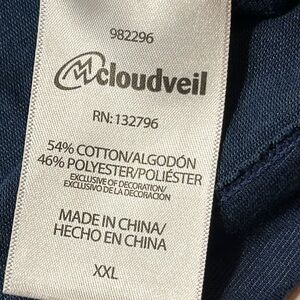 982296
cloudveil
RN:132796
54% COTTON/ALGODÓN
46% POLYESTER/POLIÉSTER
EXCLUSIVE OF DECORATION/
EXCLUSIVO DE LA DECORACION
MADE IN CHINA/
HECHO EN CHINA
XXL